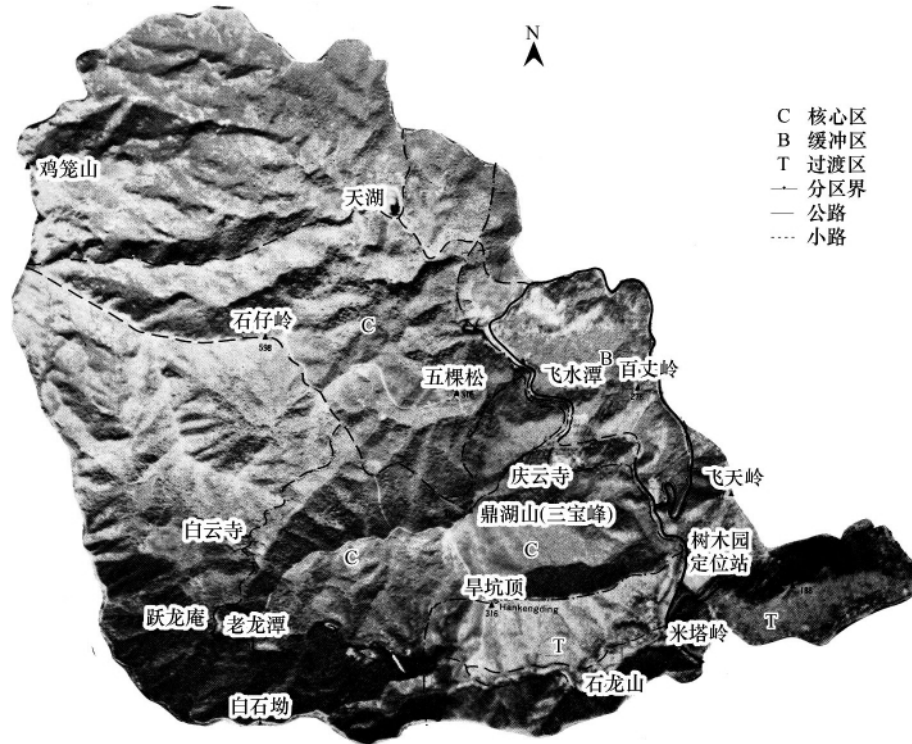 N
C 核心区
B 缓冲区
T 过渡区
分区界
公路
小路
鸡笼山
天湖
石仔岭
598
C
五棵松
飞水潭
B
百丈岭
庆云寺
飞天岭
鼎湖山(三宝峰)
白云寺
C
C
树木园
定位站
旱坑顶
Hankengding
316
188
跃龙庵
老龙潭
T
T
米塔岭
石龙山
白石坳